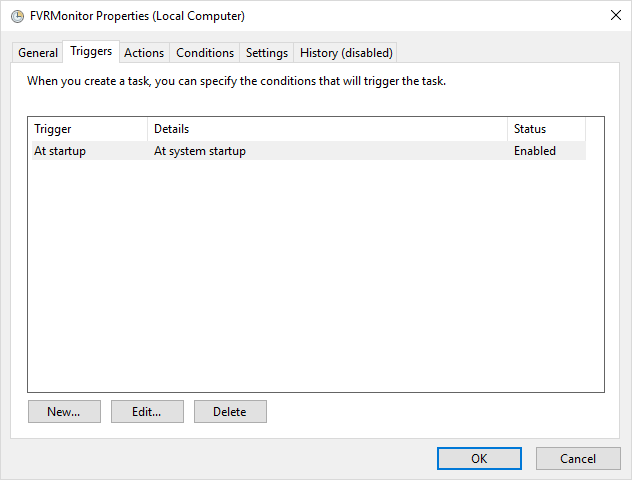 FVRMonitor Properties (Local Computer)
General Triggers Actions Conditions Settings History (disabled)
When you create a task, you can specify the conditions that will trigger the task.
Trigger Details Status
At startup At system startup Enabled
New... Edit... Delete
OK Cancel